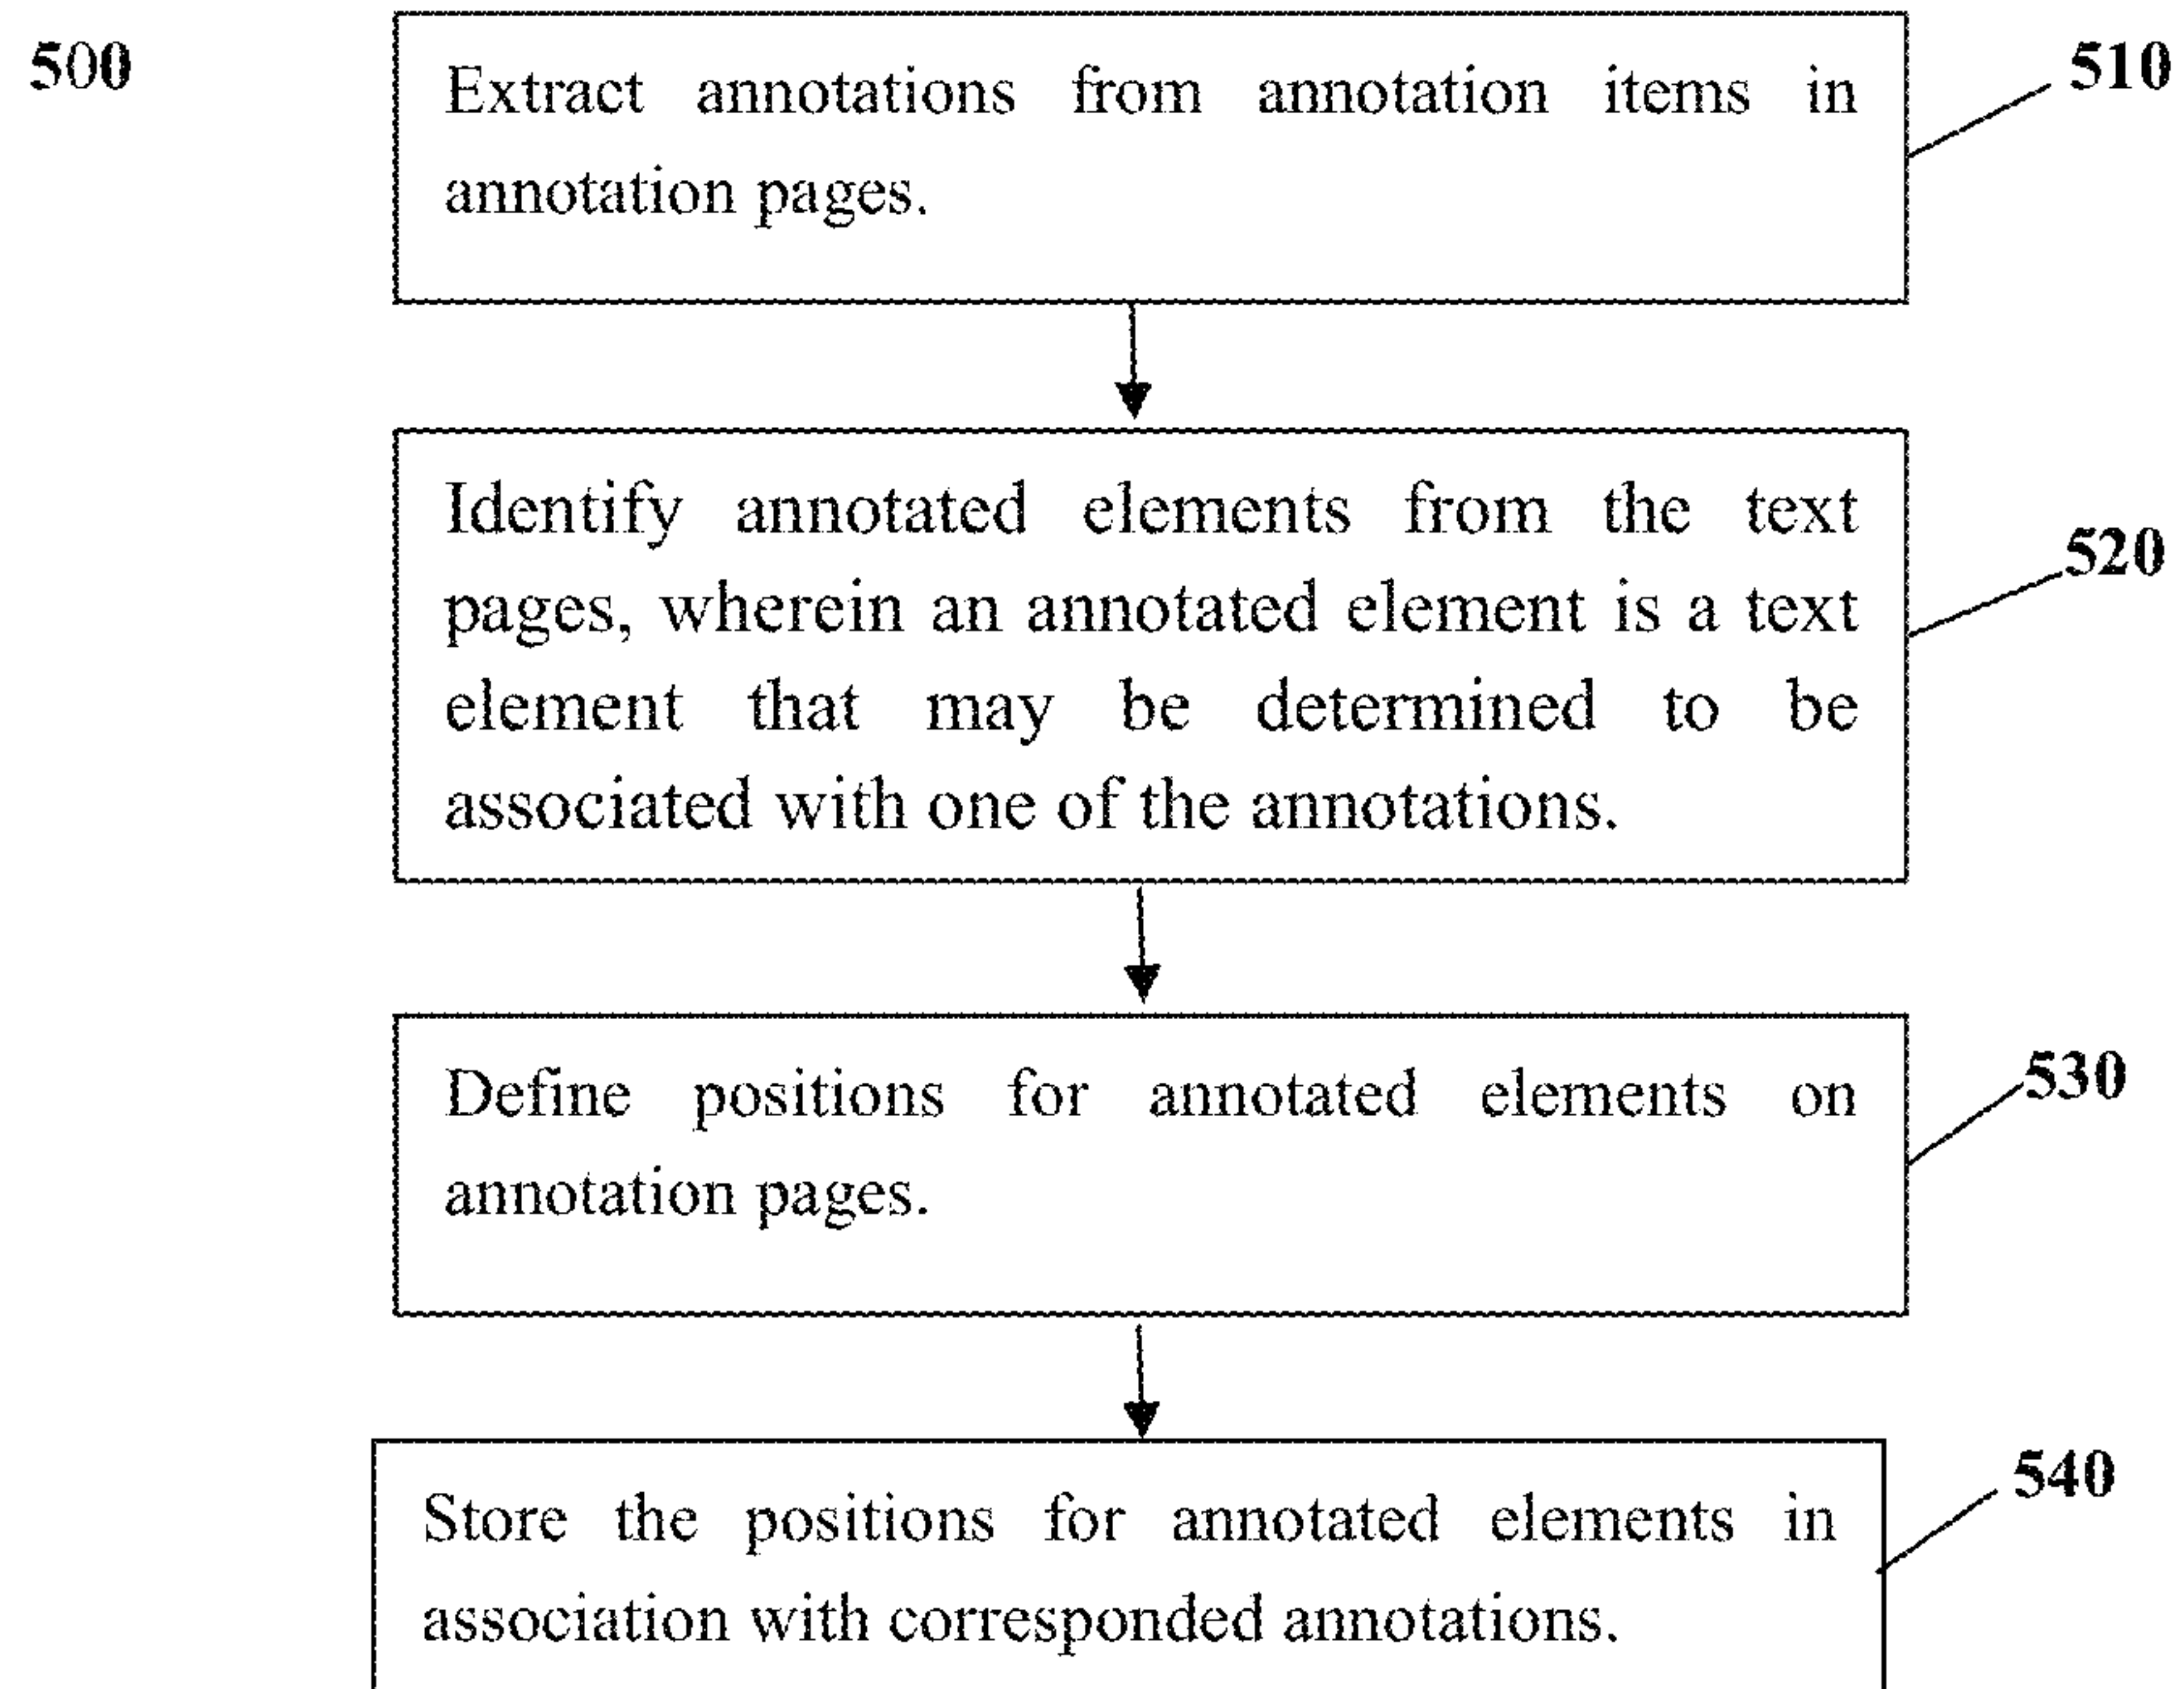 500
510
Extract annotations from annotation items in
annotation pages.
Identify annotated elements from the text
520
pages, wherein an annotated element is a text
element that may be determined to be
associated with one of the annotations.
530
Define positions for annotated elements on
annotation pages.
540
Store the positions for annotated elements in
association with corresponded annotations.